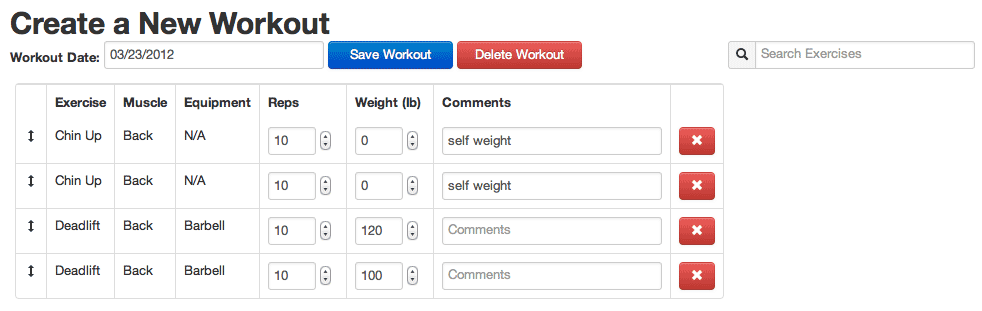 Create a New Workout
Workout Date: 03/23/2012 Save Workout Delete Workout Search Exercises
Exercise Muscle Equipment Reps Weight (lb) Comments
Chin Up Back N/A 10 0 self weight
Chin Up Back N/A 10 0 self weight
Deadlift Back Barbell 10 120 Comments
Deadlift Back Barbell 10 100 Comments